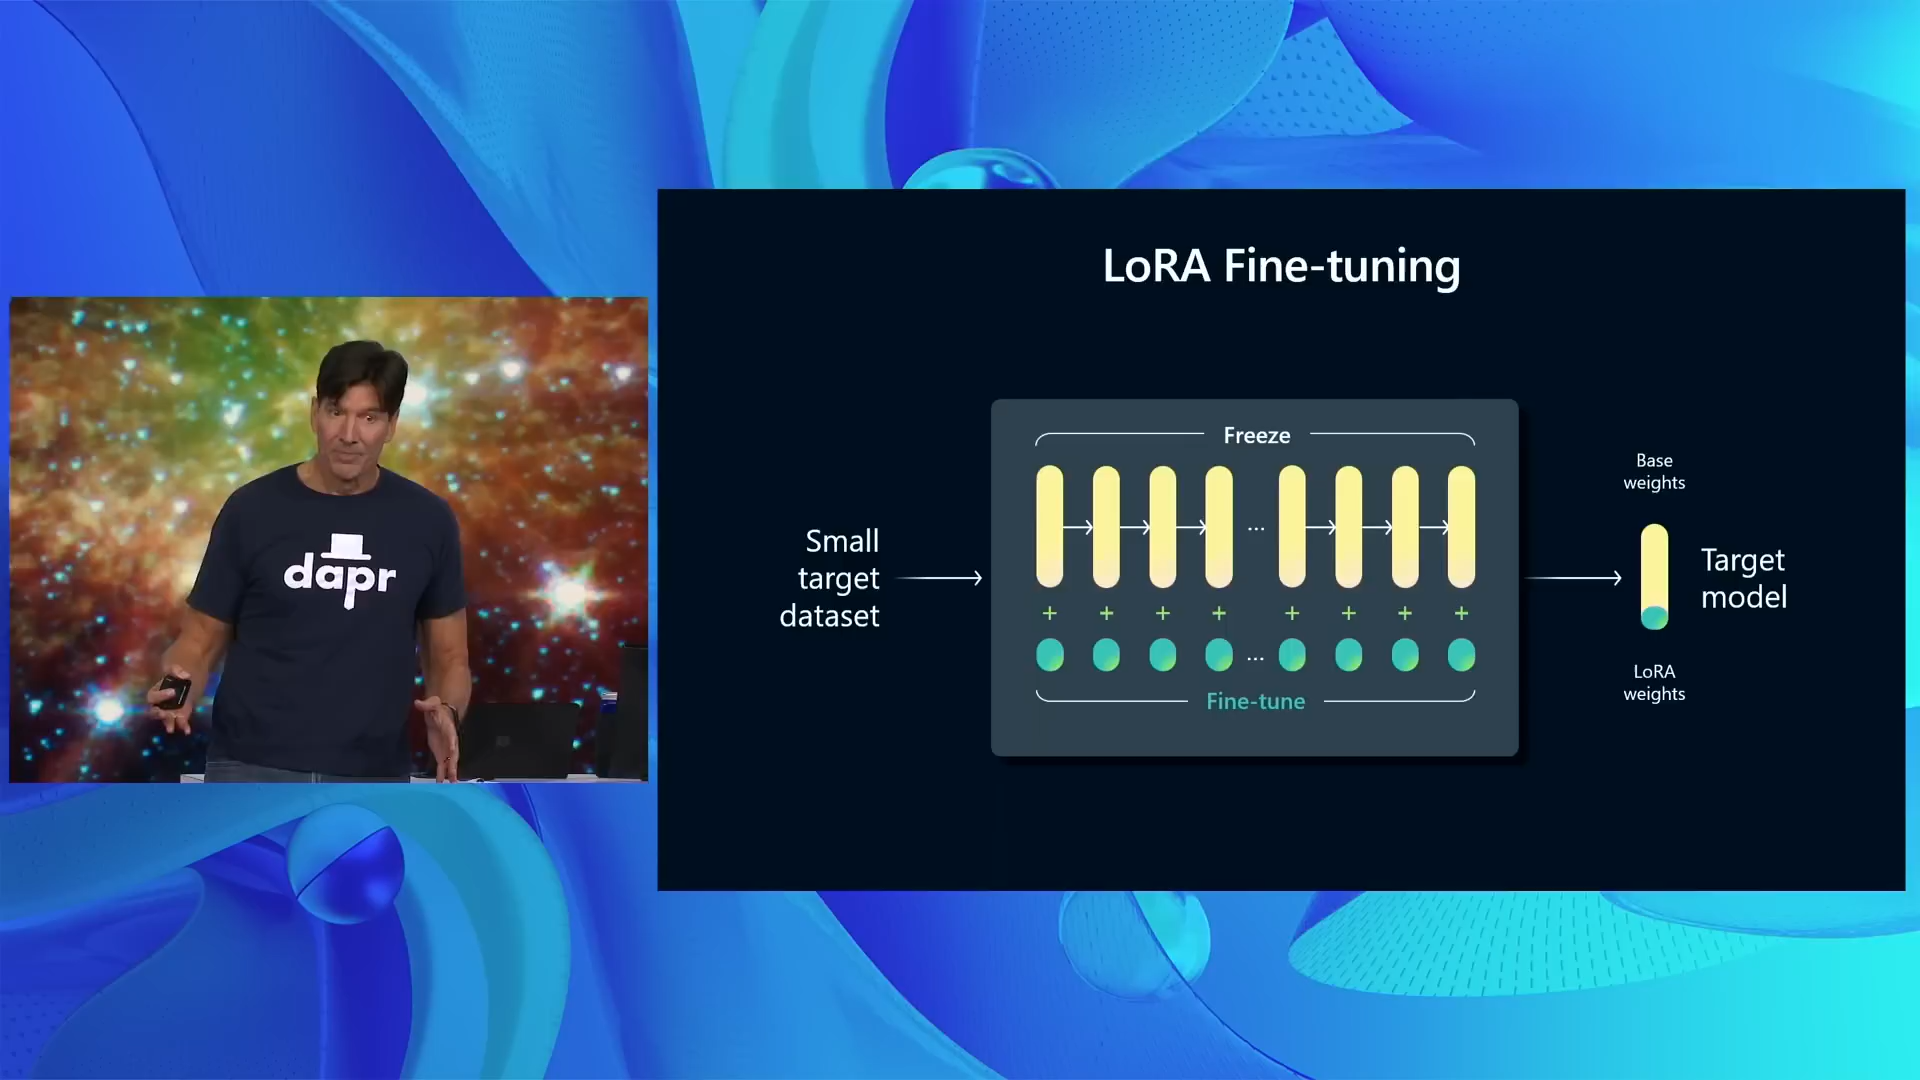 dapr
LoRA Fine-tuning
Small
target
dataset
Freeze
...
+ + + + + + + +
...
Fine-tune
Base
weights
Target
model
LoRA
weights